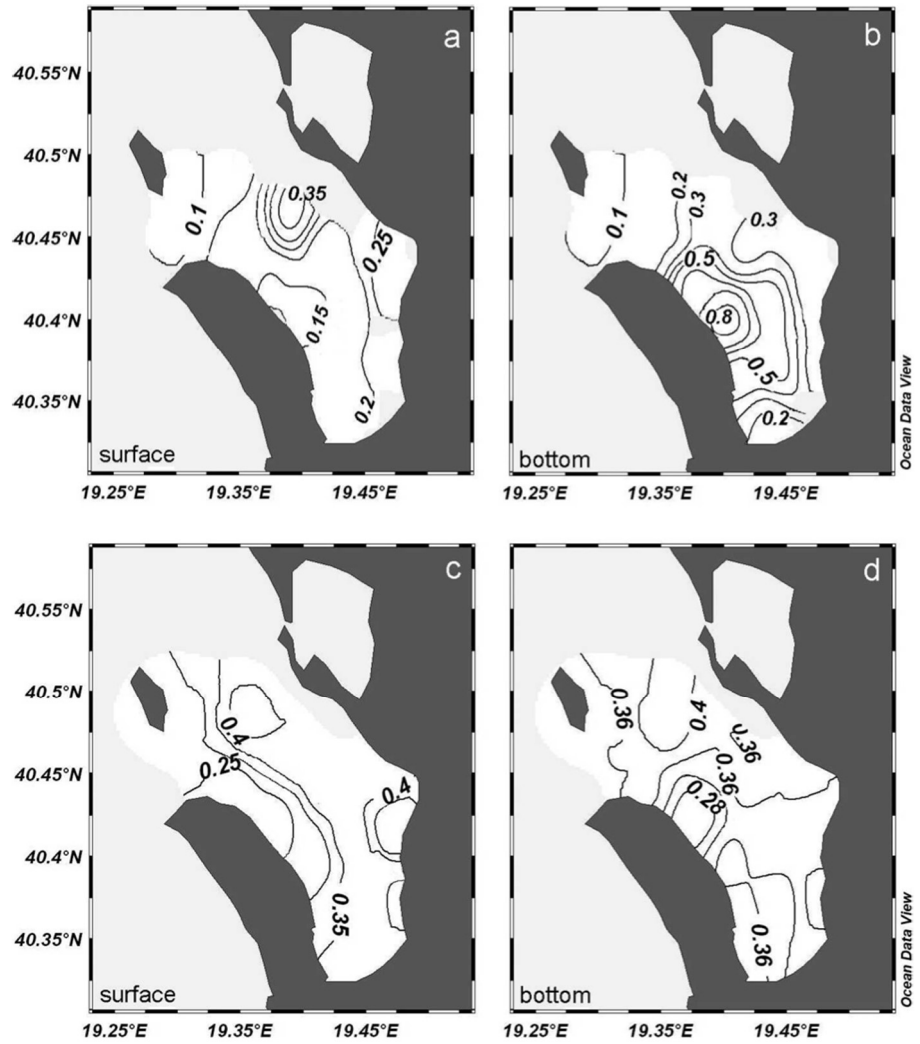 a
b
40.55°N
40.5°N
40.45°N
40.4°N
40.35°N
0.35
0.1
0.25
0.15
0.2
surface
0.2
0.3
0.3
0.1
0.5
0.8
0.5
0.2
bottom
Ocean Data View
19.25°E 19.35°E 19.45°E
19.25°E 19.35°E 19.45°E
c
d
40.55°N
40.5°N
40.45°N
40.4°N
40.35°N
0.4
0.25
0.4
0.35
surface
0.36
0.4
0.36
0.36
0.28
0.36
bottom
Ocean Data View
19.25°E 19.35°E 19.45°E
19.25°E 19.35°E 19.45°E